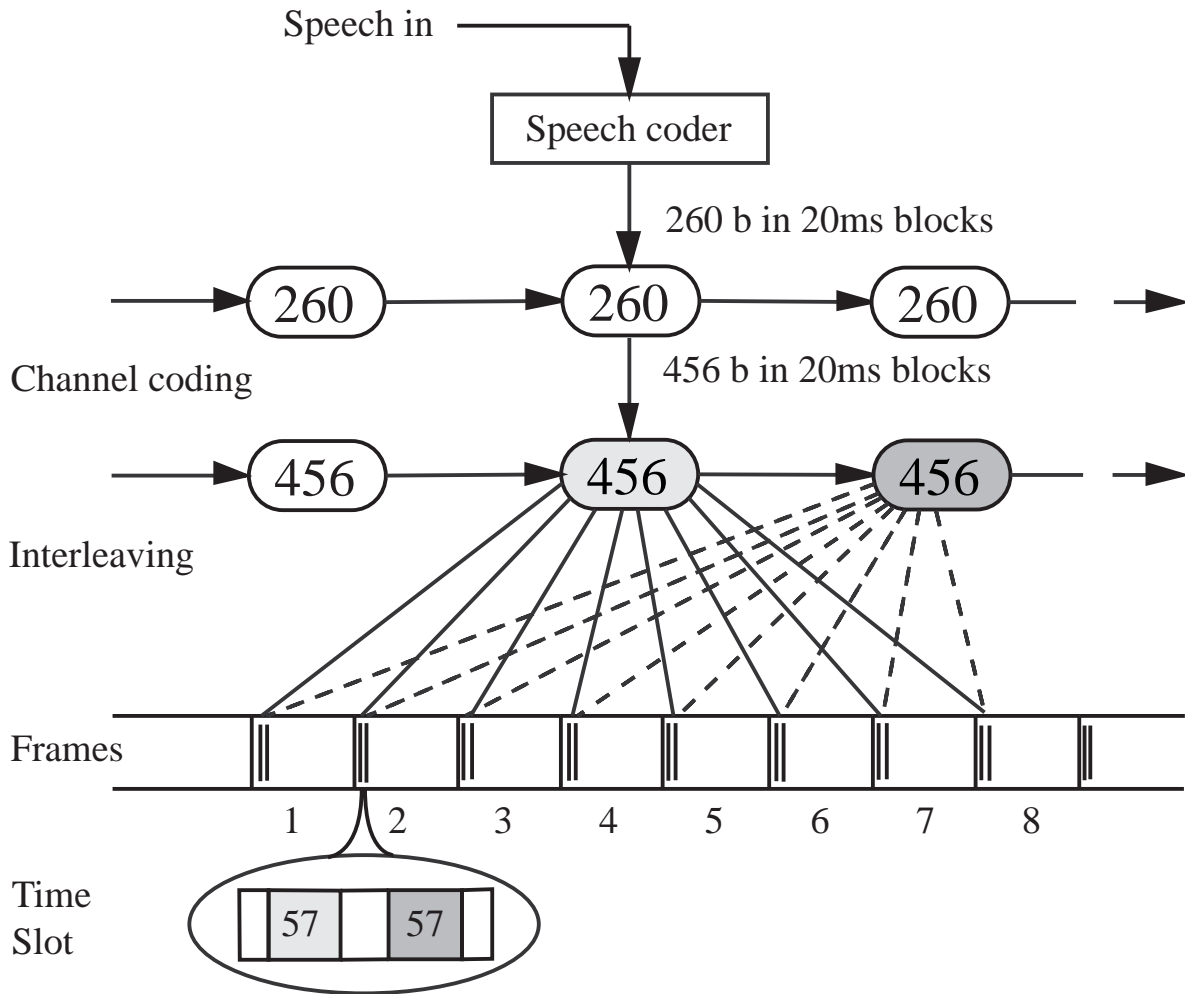 Speech in
Speech coder
260 b in 20ms blocks
260 260 260
Channel coding
456 b in 20ms blocks
456 456 456
Interleaving
Frames
1 2 3 4 5 6 7 8
Time
Slot
57 57